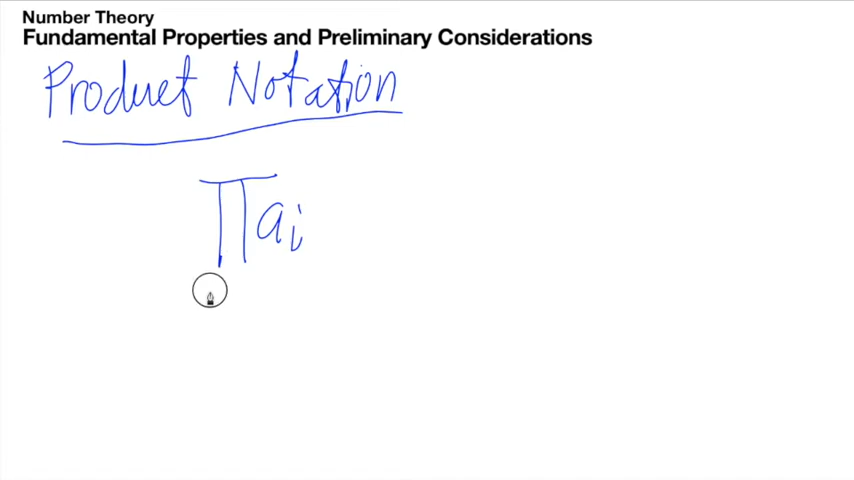 Number Theory
Fundamental Properties and Preliminary Considerations
Product Notation
∏ai